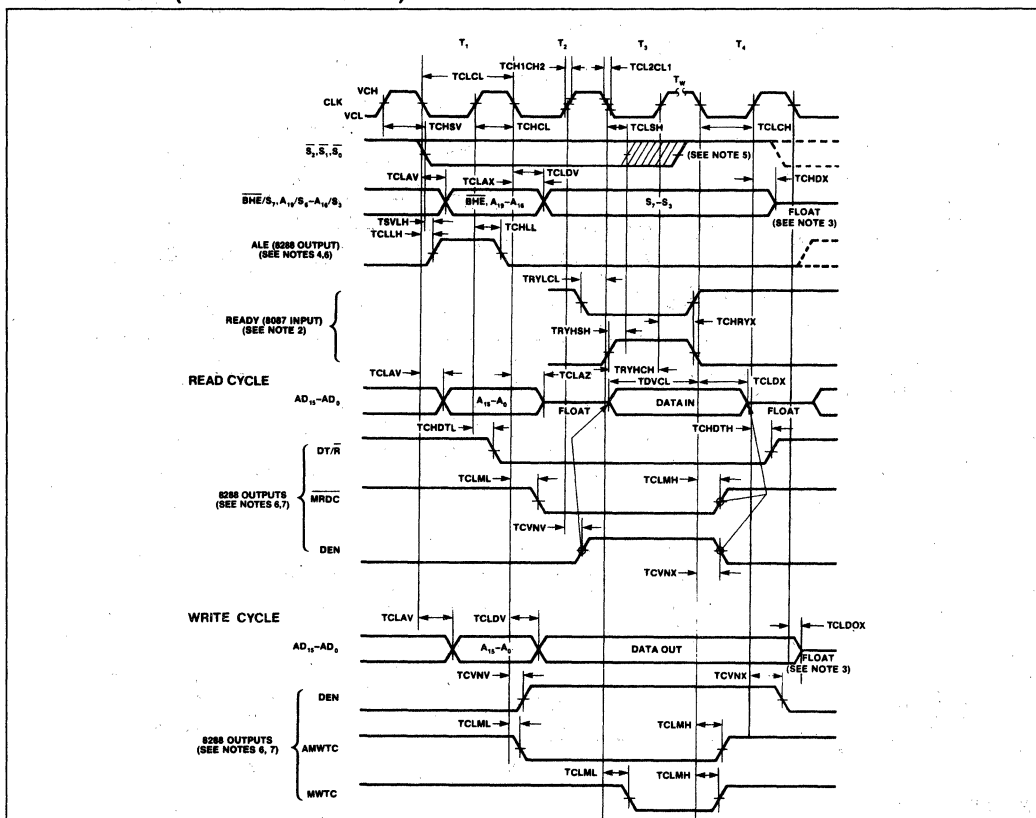 T1 T2 T3 T4
TCH1CH2 TCL2CL1
TCLCL TW
VCH
CLK
VCL
TCHSV TCHCL TCLSH TCLCH
S2,S1,S0 (SEE NOTE 5)
TCLAV TCLAX TCLDV TCHDX
BHE/S7, A19/S6–A16/S3 BHE, A19–A16 S7–S3 FLOAT
(SEE NOTE 3)
TSVLH
TCLLH TCHLL
ALE (8288 OUTPUT)
(SEE NOTES 4,6)
TRYLCL
READY (8087 INPUT)
(SEE NOTE 2)
TCHRYX
TRYHSH
TRYHCH
READ CYCLE
TCLAV TCLAZ TDVCL TCLDX
AD15–AD0 A15–A0 FLOAT DATA IN FLOAT
TCHDTL TCHDTH
DT/R
TCLML TCLMH
8288 OUTPUTS
(SEE NOTES 6,7)
MRDC
TCVNV
DEN
TCVNX
WRITE CYCLE
TCLAV TCLDV TCLDOX
AD15–AD0 A15–A0 DATA OUT FLOAT
(SEE NOTE 3)
TCVNV TCVNX
DEN
TCLML TCLMH
8288 OUTPUTS
(SEE NOTES 6, 7)
AMWTC
TCLML TCLMH
MWTC